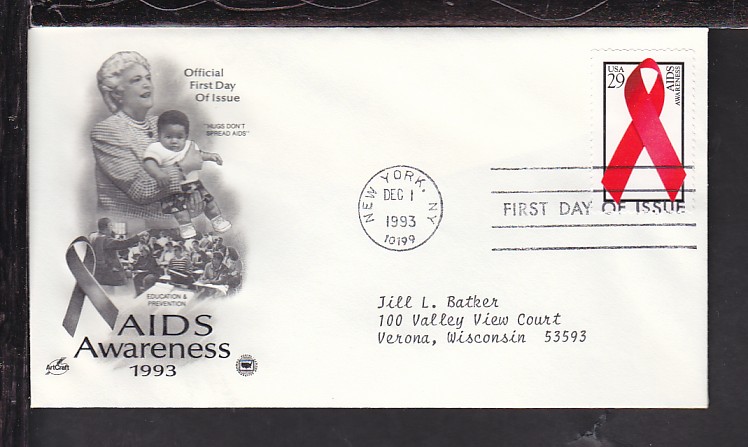 Official
First Day
Of Issue
"HUGS DON'T
SPREAD AIDS"
EDUCATION &
PREVENTION
AIDS
Awareness
1993
ArtCraft
NEW YORK, NY
DEC 1
1993
10199
USA
29
AIDS
AWARENESS
FIRST DAY OF ISSUE
Jill L. Batker
100 Valley View Court
Verona, Wisconsin 53593